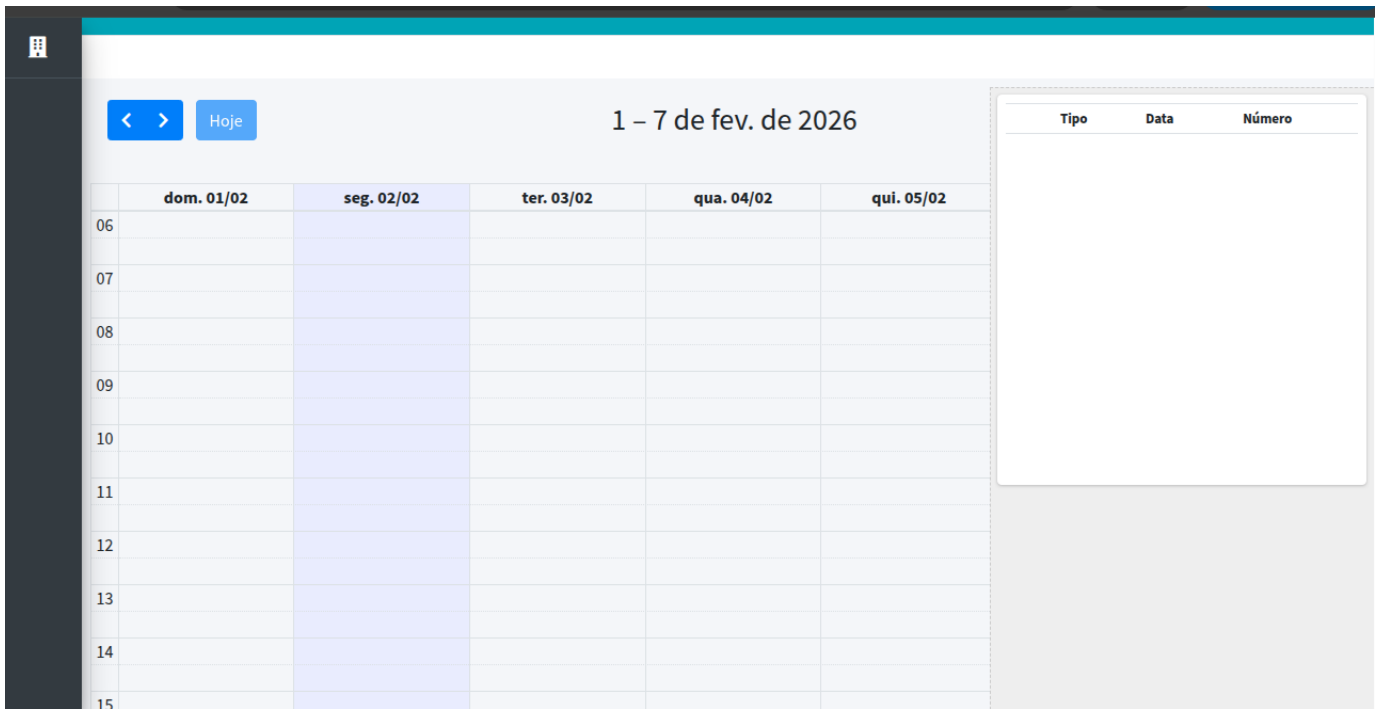 Hoje
1 – 7 de fev. de 2026
Tipo Data Número
dom. 01/02 seg. 02/02 ter. 03/02 qua. 04/02 qui. 05/02
06
07
08
09
10
11
12
13
14
15